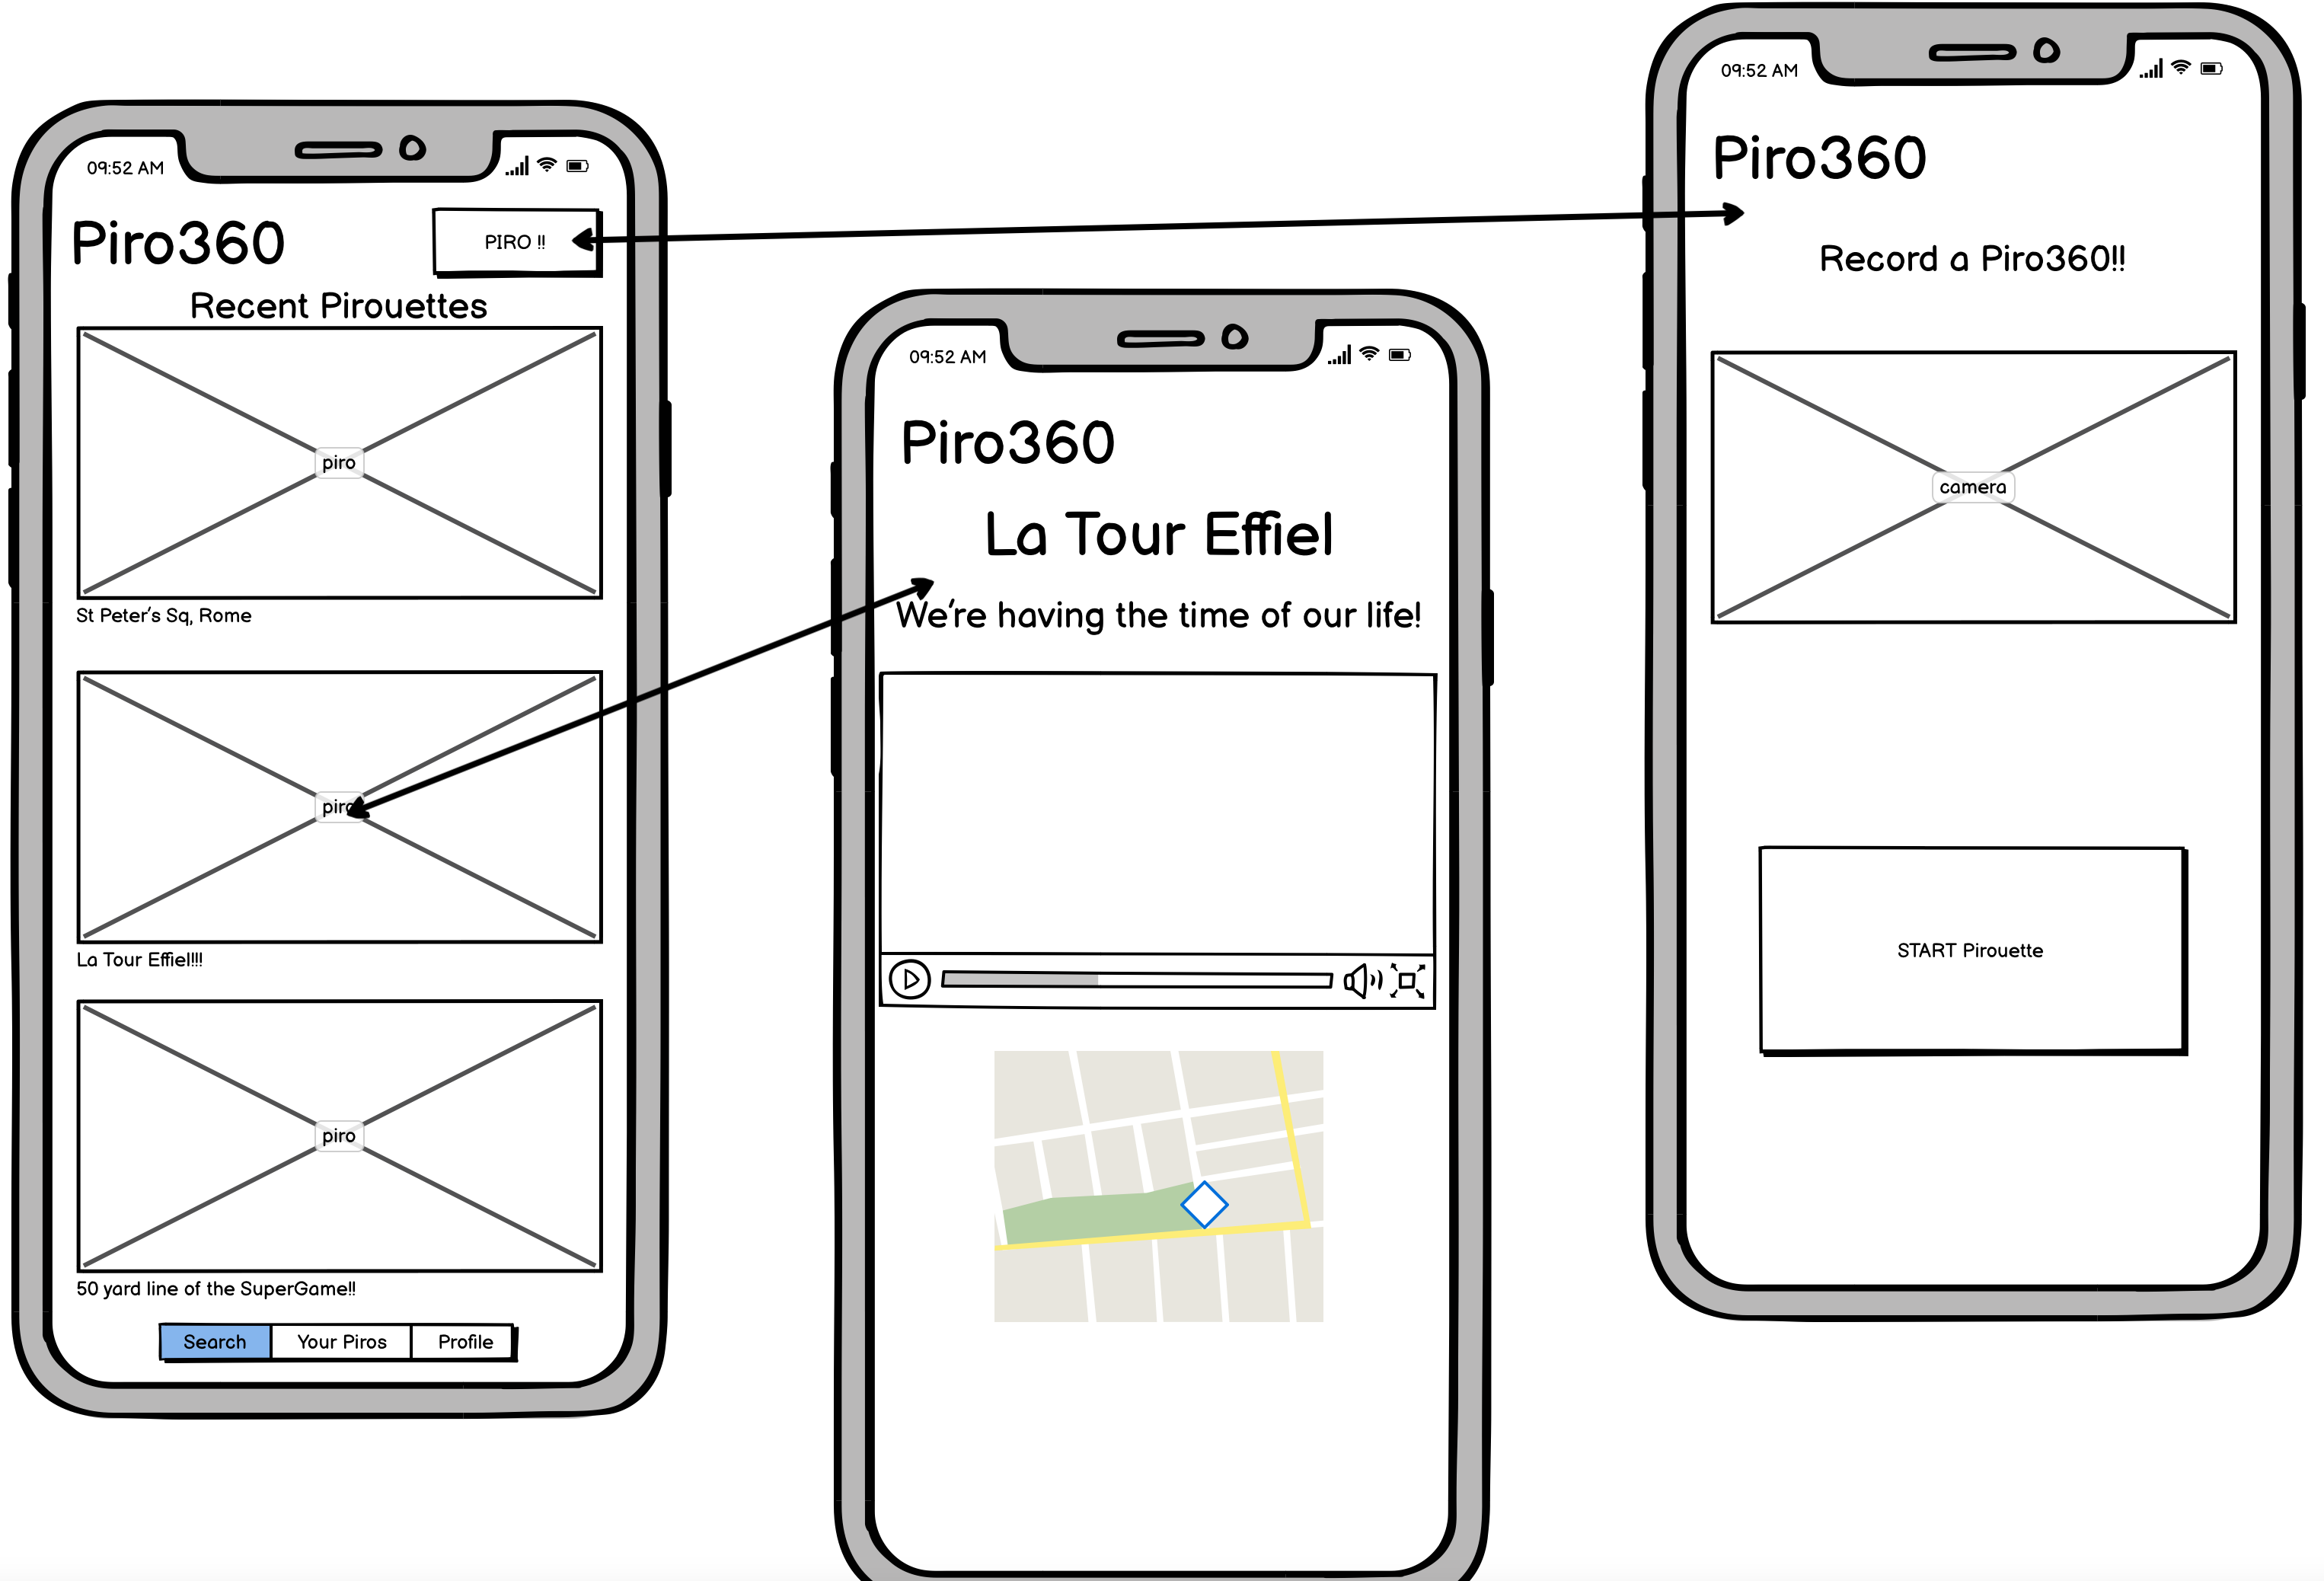 09:52 AM
Piro360
PIRO !!
Recent Pirouettes
piro
St Peter's Sq, Rome
piro
La Tour Effiel!!!
piro
50 yard line of the SuperGame!!
Search
Your Piros
Profile
09:52 AM
Piro360
La Tour Effiel
We're having the time of our life!
09:52 AM
Piro360
Record a Piro360!!
camera
START Pirouette